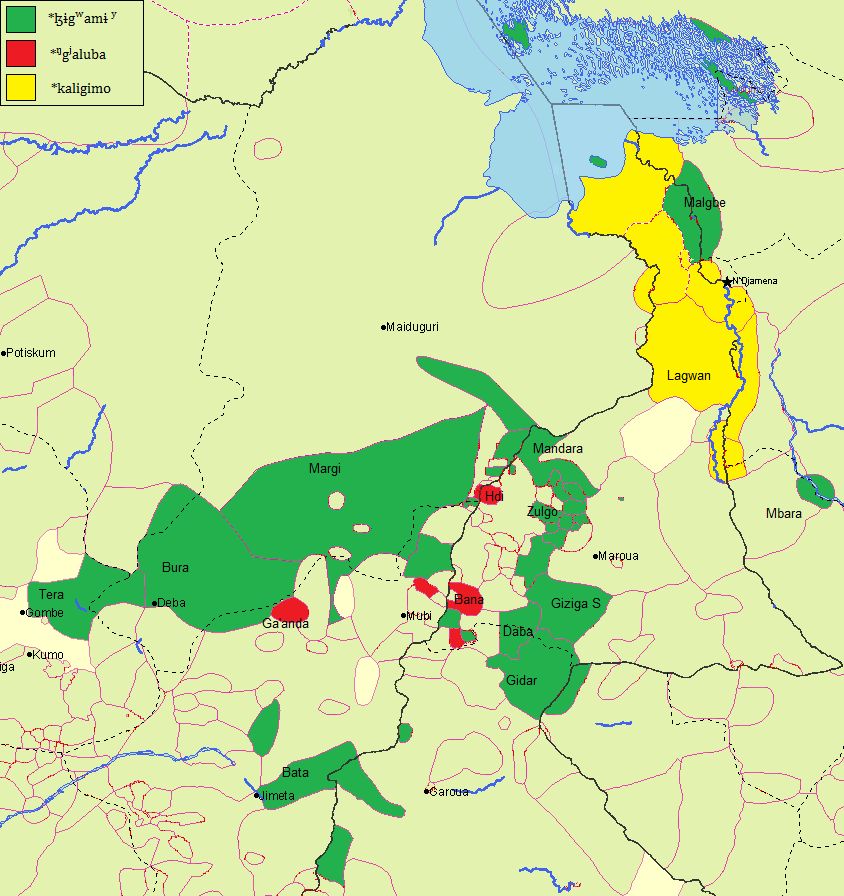 *ɮɨgʷamɨ ʸ
*ᵑgʲaluba
*kaligimo
Malgbe
N'Djamena
Maiduguri
Potiskum
Lagwan
Mandara
Margi
Hdi
Zulgo
Mbara
Maroua
Bura
Tera
Deba
Gombe
Ga'anda
Mubi
Bana
Giziga S
Daba
Kumo
iga
Gidar
Bata
Jimeta
Garoua